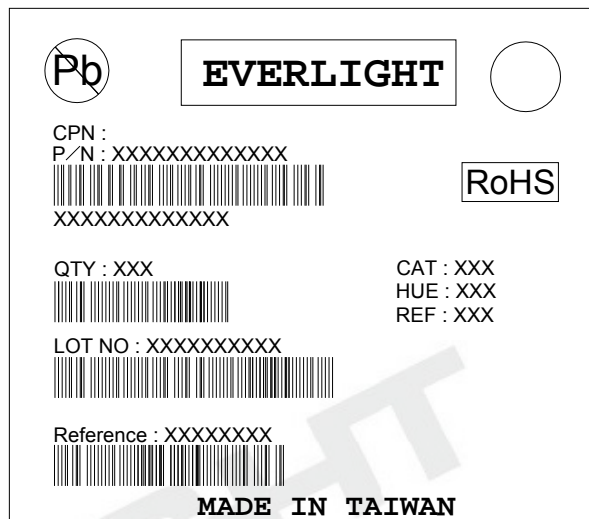 Pb
EVERLIGHT
CPN :
P/N : XXXXXXXXXXXXX
RoHS
XXXXXXXXXXXXX
QTY : XXX
CAT : XXX
HUE : XXX
REF : XXX
LOT NO : XXXXXXXXXX
Reference : XXXXXXXX
MADE IN TAIWAN